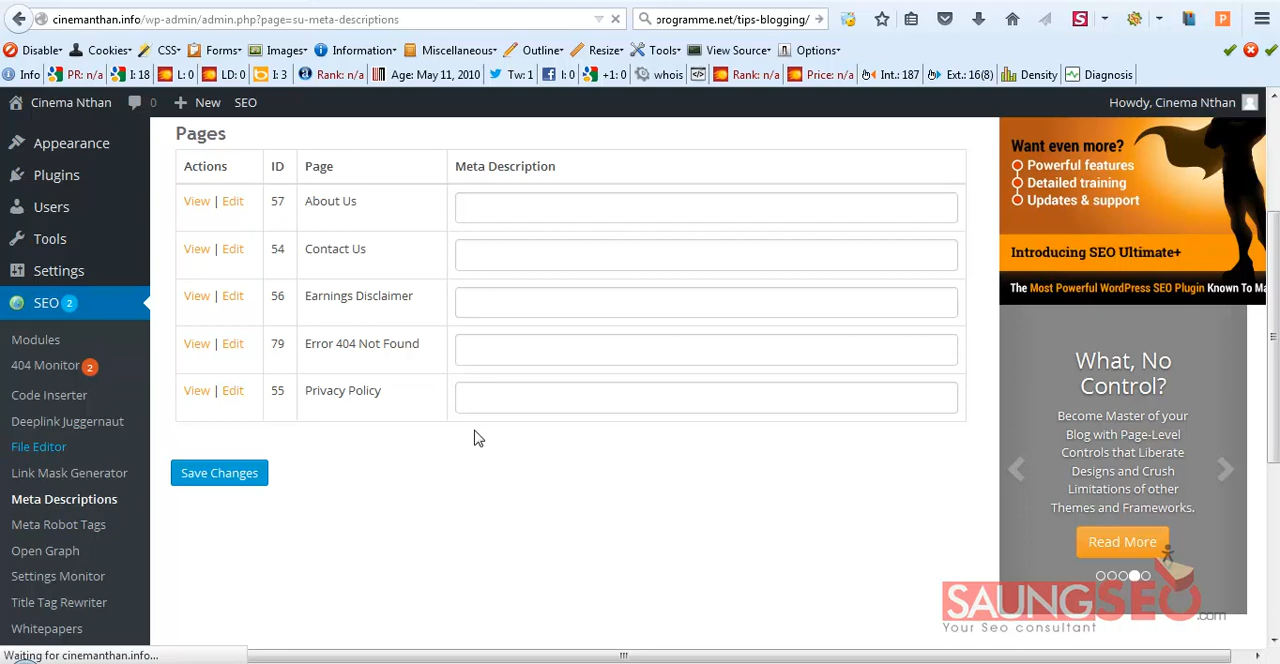 cinemanthan.info/wp-admin/admin.php?page=su-meta-descriptions
programme.net/tips-blogging/
Disable Cookies CSS Forms Images Information Miscellaneous Outline Resize Tools View Source Options
Info PR: n/a I: 18 L: 0 LD: 0 I: 3 Rank: n/a Age: May 11, 2010 Tw: 1 I: 0 +1: 0 whois Rank: n/a Price: n/a Int.: 187 Ext.: 16(8) Density Diagnosis
Cinema Nthan 0 + New SEO Howdy, Cinema Nthan
Appearance
Plugins
Users
Tools
Settings
SEO 2
Modules
404 Monitor 2
Code Inserter
Deeplink Juggernaut
File Editor
Link Mask Generator
Meta Descriptions
Meta Robot Tags
Open Graph
Settings Monitor
Title Tag Rewriter
Whitepapers
Pages
Actions ID Page Meta Description
View | Edit 57 About Us
View | Edit 54 Contact Us
View | Edit 56 Earnings Disclaimer
View | Edit 79 Error 404 Not Found
View | Edit 55 Privacy Policy
Save Changes
Want even more?
Powerful features
Detailed training
Updates & support
Introducing SEO Ultimate+
The Most Powerful WordPress SEO Plugin Known To Ma
What, No
Control?
Become Master of your
Blog with Page-Level
Controls that Liberate
Designs and Crush
Limitations of other
Themes and Frameworks.
Read More
SAUNGSEO.com
Your Seo consultant
Waiting for cinemanthan.info...